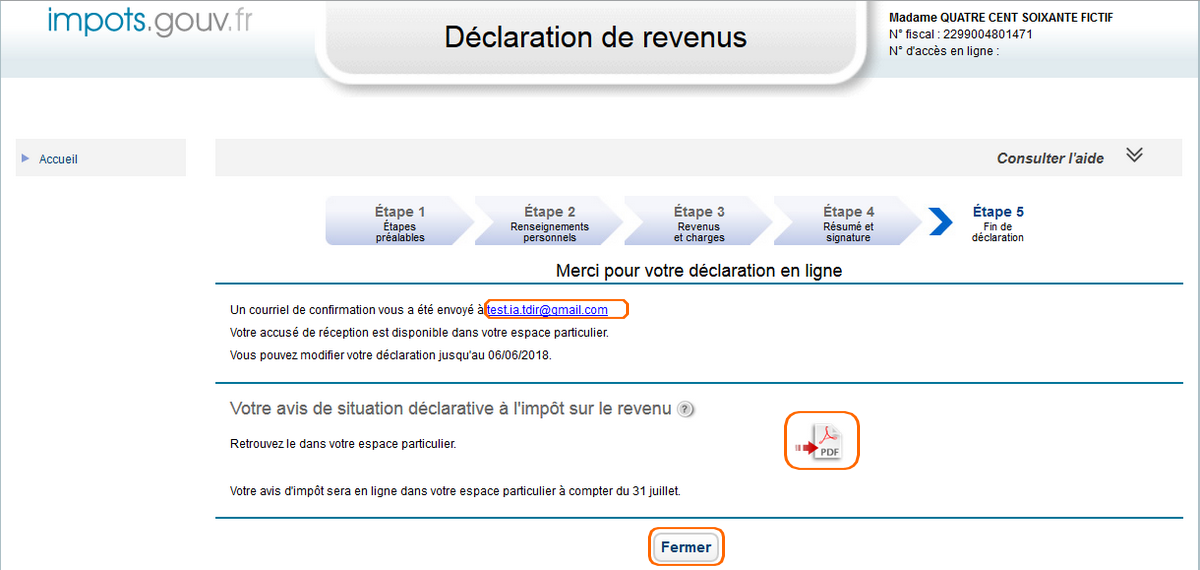 impots.gouv.fr
Déclaration de revenus
Madame QUATRE CENT SOIXANTE FICTIF
N° fiscal : 2299004801471
N° d'accès en ligne :
Accueil
Consulter l'aide
Étape 1
Étapes
préalables
Étape 2
Renseignements
personnels
Étape 3
Revenus
et charges
Étape 4
Résumé et
signature
Étape 5
Fin de
déclaration
Merci pour votre déclaration en ligne
Un courriel de confirmation vous a été envoyé à test.ia.tdir@gmail.com
Votre accusé de réception est disponible dans votre espace particulier.
Vous pouvez modifier votre déclaration jusqu'au 06/06/2018.
Votre avis de situation déclarative à l'impôt sur le revenu ?
Retrouvez le dans votre espace particulier.
PDF
Votre avis d'impôt sera en ligne dans votre espace particulier à compter du 31 juillet.
Fermer